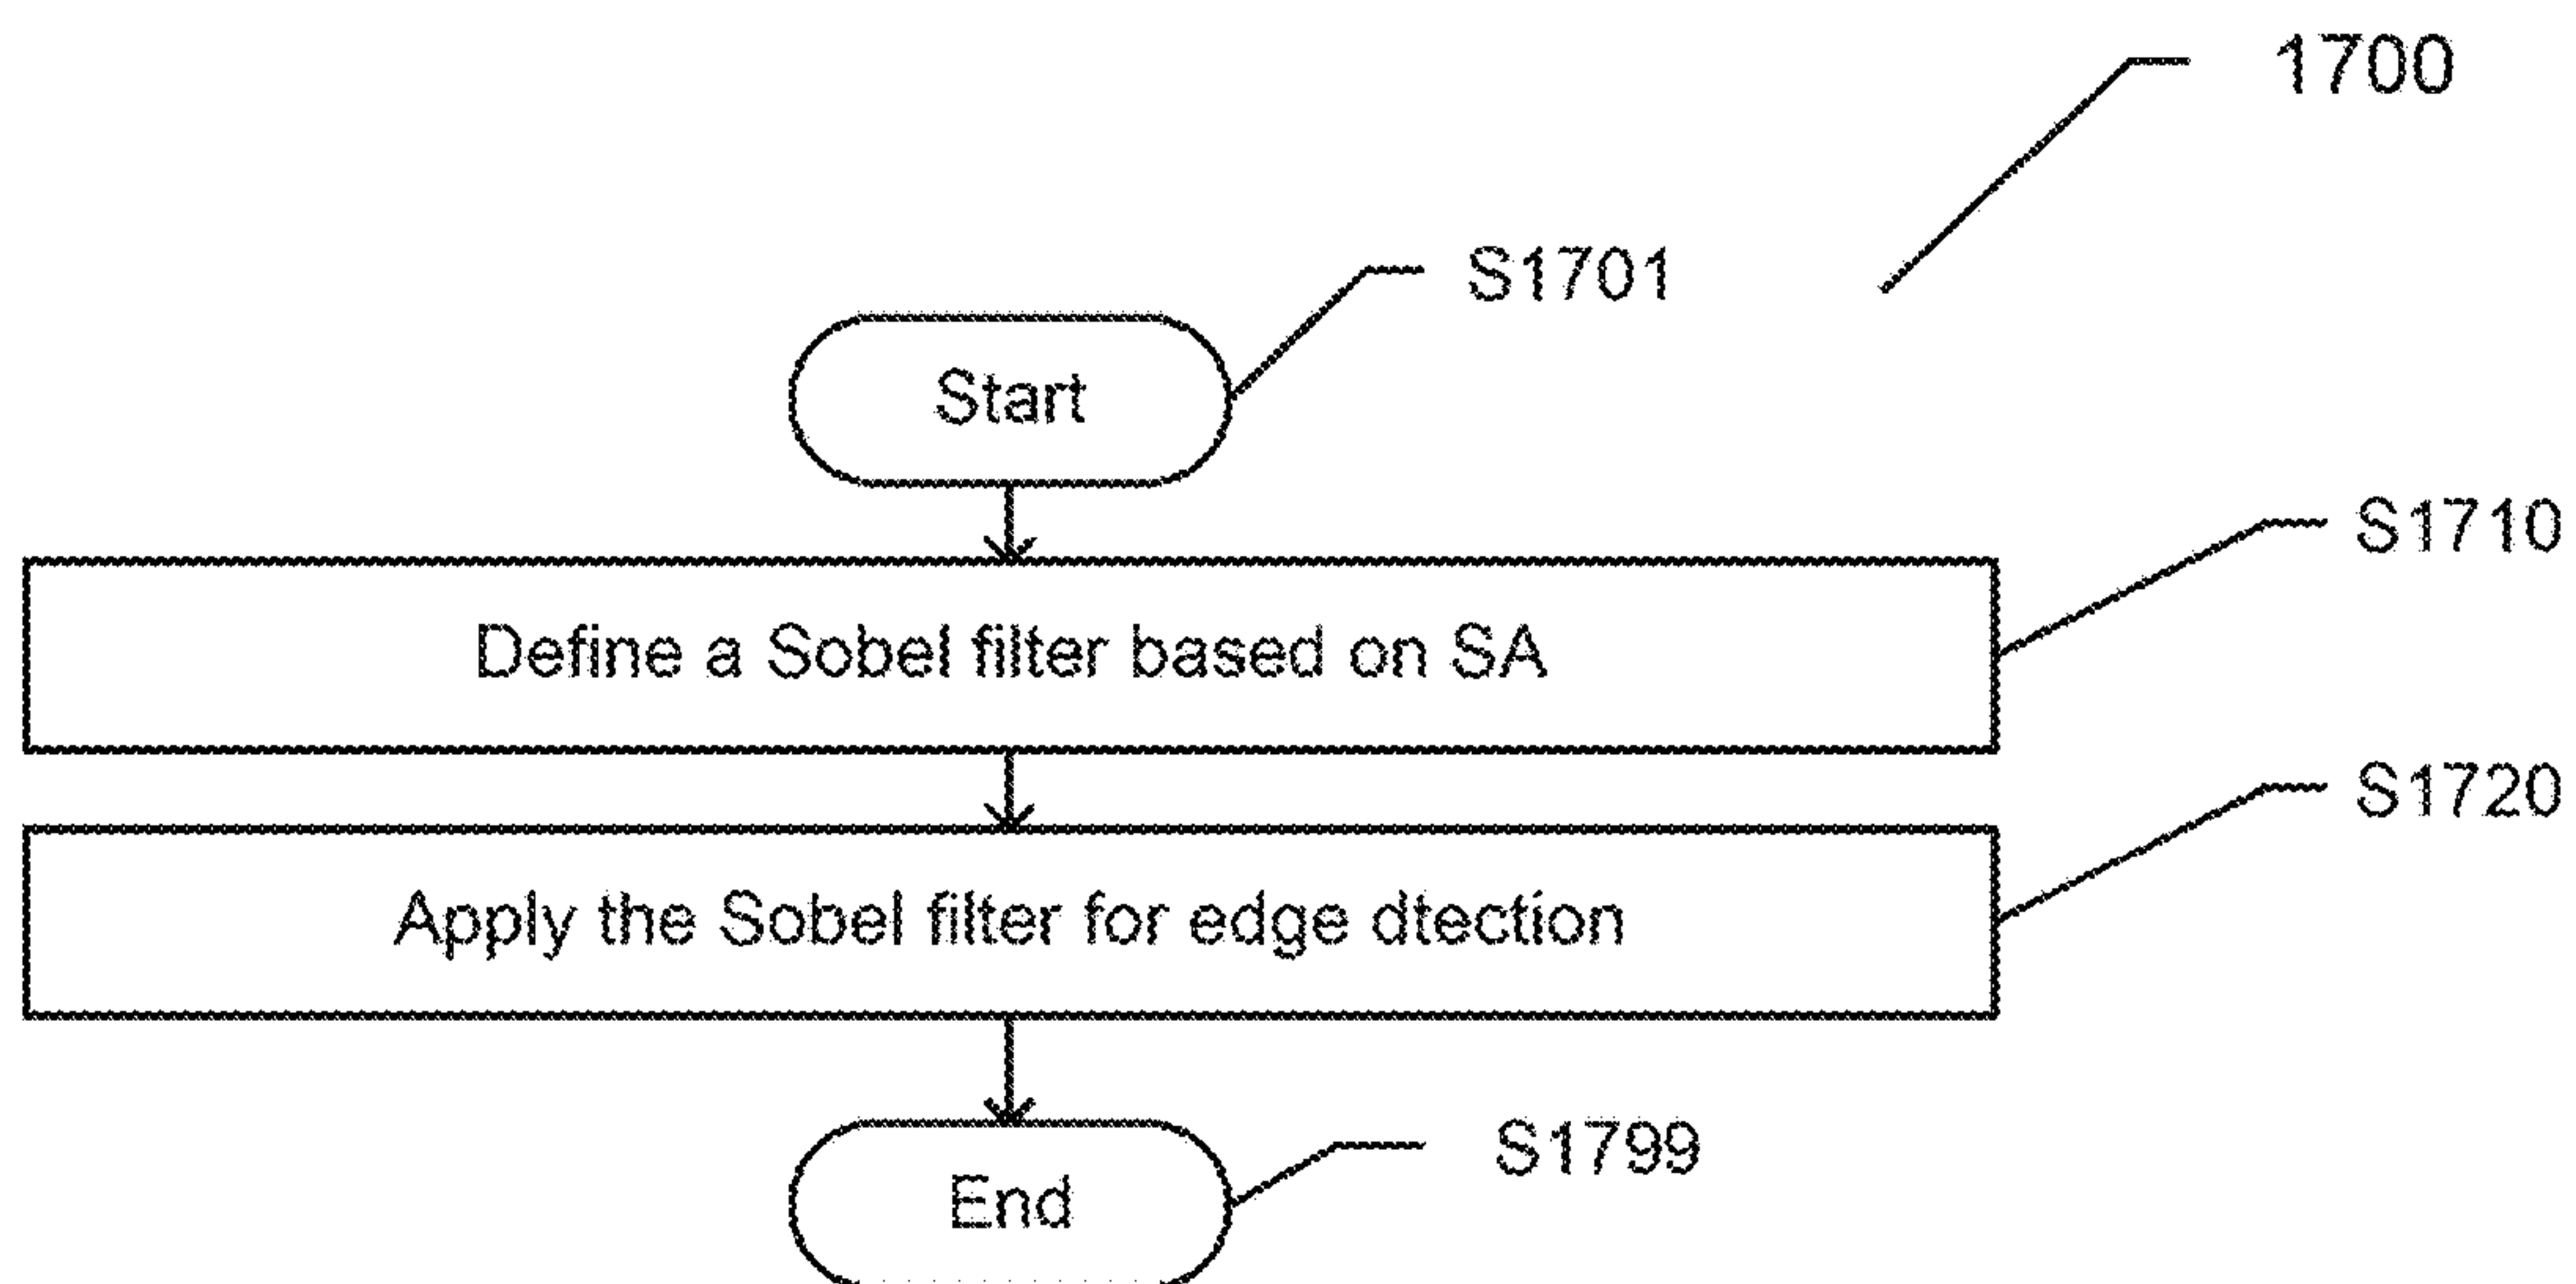 1700
S1701
Start
S1710
Define a Sobel filter based on SA
S1720
Apply the Sobel filter for edge dtection
S1799
End